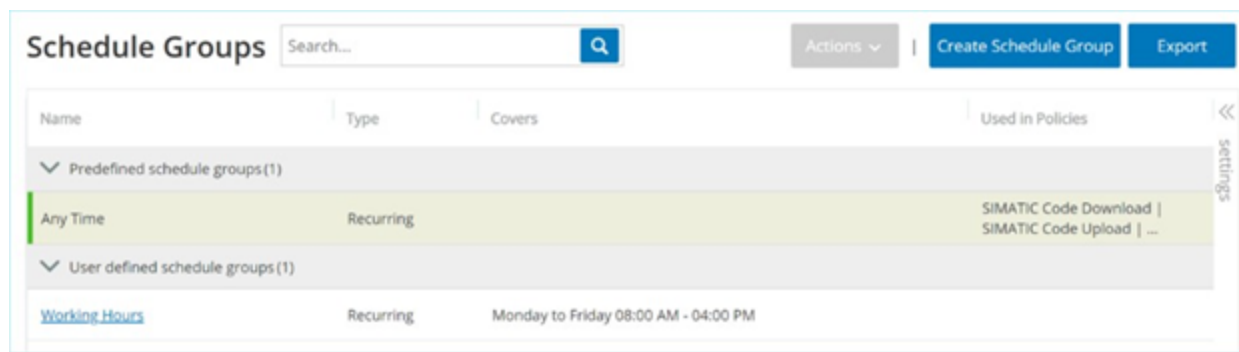 Schedule Groups Search... Actions | Create Schedule Group Export
Name Type Covers Used in Policies
settings
Predefined schedule groups (1)
Any Time Recurring SIMATIC Code Download |
SIMATIC Code Upload | ...
User defined schedule groups (1)
Working Hours Recurring Monday to Friday 08:00 AM - 04:00 PM